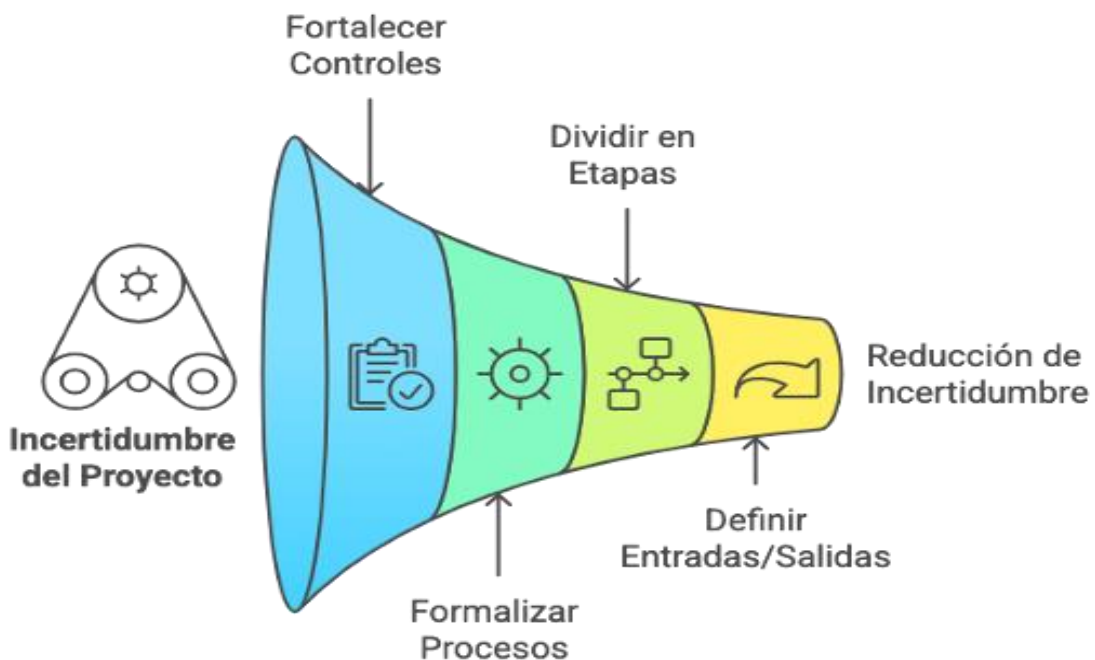 Fortalecer
Controles
Dividir en
Etapas
Incertidumbre
del Proyecto
Reducción de
Incertidumbre
Definir
Entradas/Salidas
Formalizar
Procesos